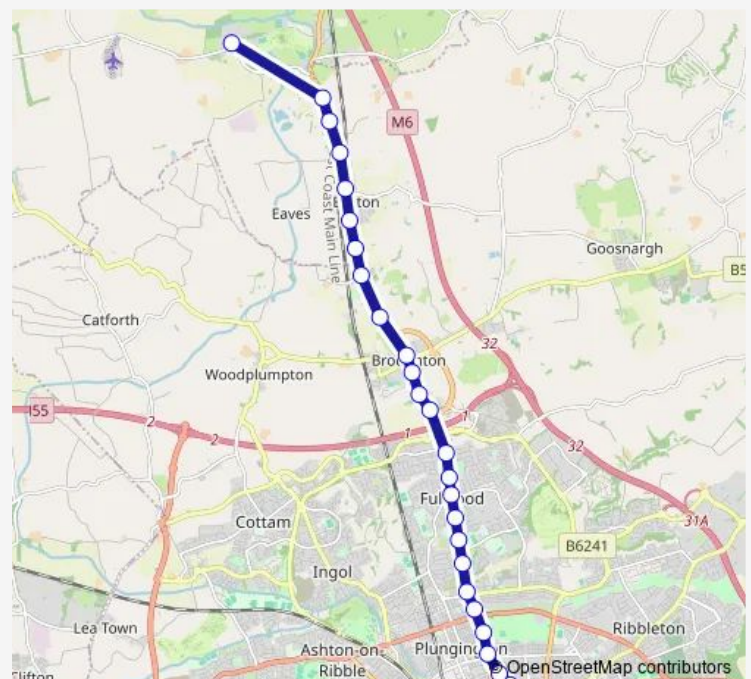 M6
Eaves
Coast Main Line
Goosnargh
B5
Catforth
32
Woodplumpton
I55
2
2
1
1
32
Cottam
31A
B6241
Ingol
Lea Town
Ribbleton
Ashton-on-
Ribble
OpenStreetMap contributors